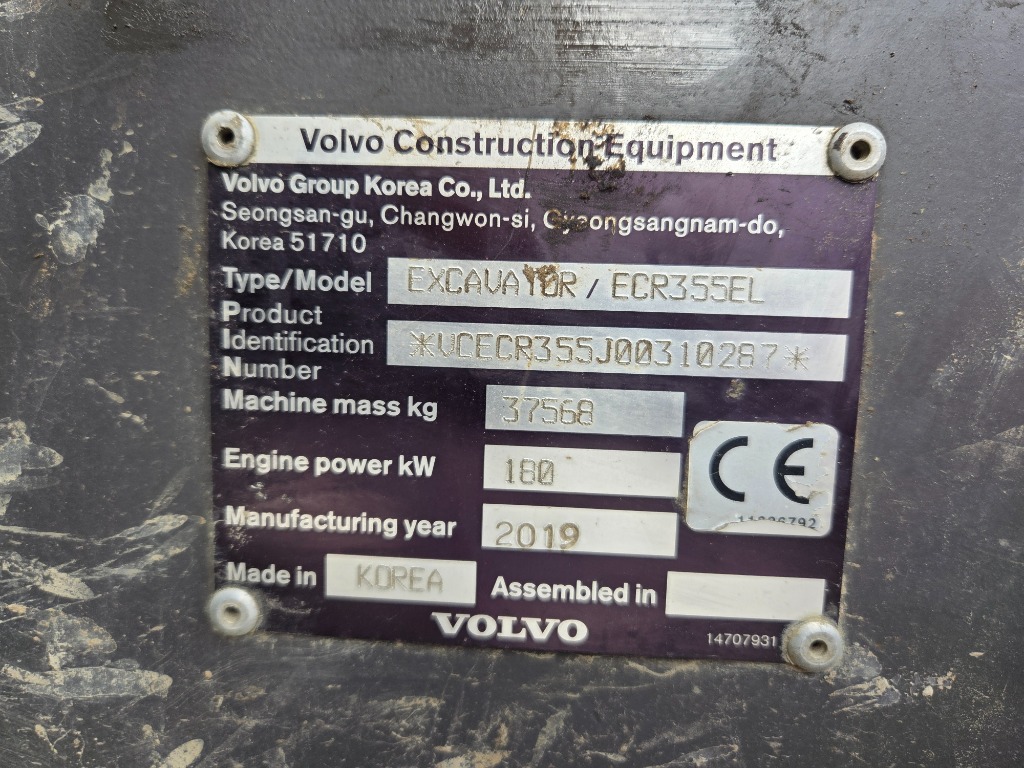 Volvo Construction Equipment
Volvo Group Korea Co., Ltd.
Seongsan-gu, Changwon-si, Gyeongsangnam-do,
Korea 51710
Type/Model EXCAVATOR / ECR355EL
Product
Identification *VCECR355J00310287*
Number
Machine mass kg 37568
Engine power kW 180
CE
Manufacturing year 2019
Made in KOREA Assembled in
VOLVO 14707931